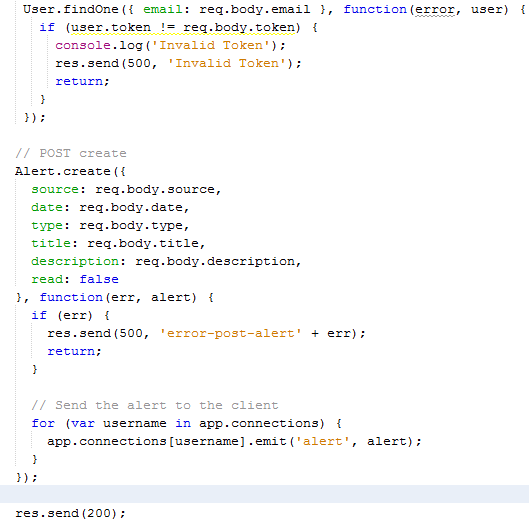 User.findOne({ email: req.body.email }, function(error, user) {
if (user.token != req.body.token) {
console.log('Invalid Token');
res.send(500, 'Invalid Token');
return;
}
});
// POST create
Alert.create({
source: req.body.source,
date: req.body.date,
type: req.body.type,
title: req.body.title,
description: req.body.description,
read: false
}, function(err, alert) {
if (err) {
res.send(500, 'error-post-alert' + err);
return;
}
// Send the alert to the client
for (var username in app.connections) {
app.connections[username].emit('alert', alert);
}
});
res.send(200);